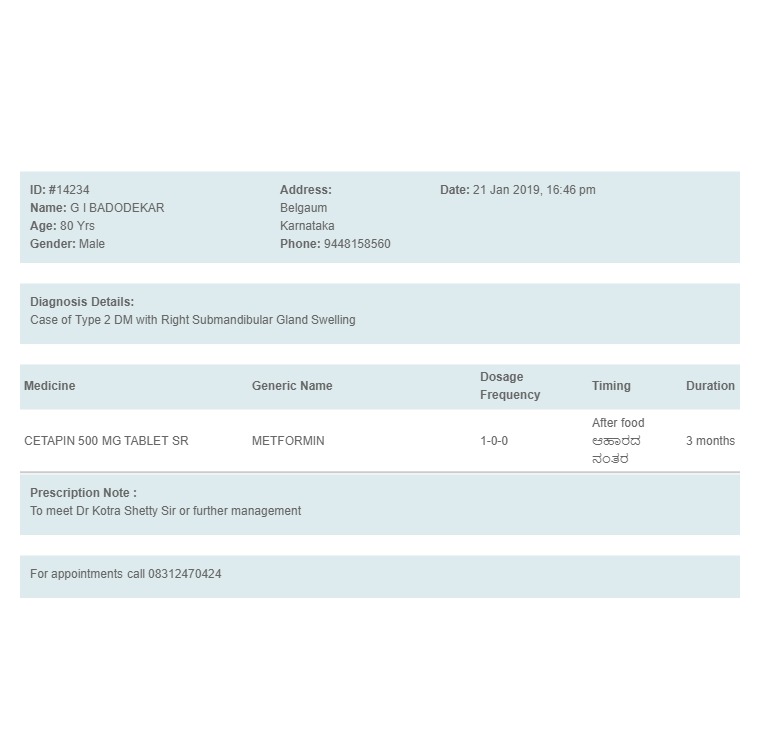 ID: #14234
Name: G I BADODEKAR
Age: 80 Yrs
Gender: Male
Address:
Belgaum
Karnataka
Phone: 9448158560
Date: 21 Jan 2019, 16:46 pm
Diagnosis Details:
Case of Type 2 DM with Right Submandibular Gland Swelling
Medicine Generic Name Dosage Frequency Timing Duration
CETAPIN 500 MG TABLET SR METFORMIN 1-0-0 After food ಆಹಾರದ ನಂತರ 3 months
Prescription Note :
To meet Dr Kotra Shetty Sir or further management
For appointments call 08312470424